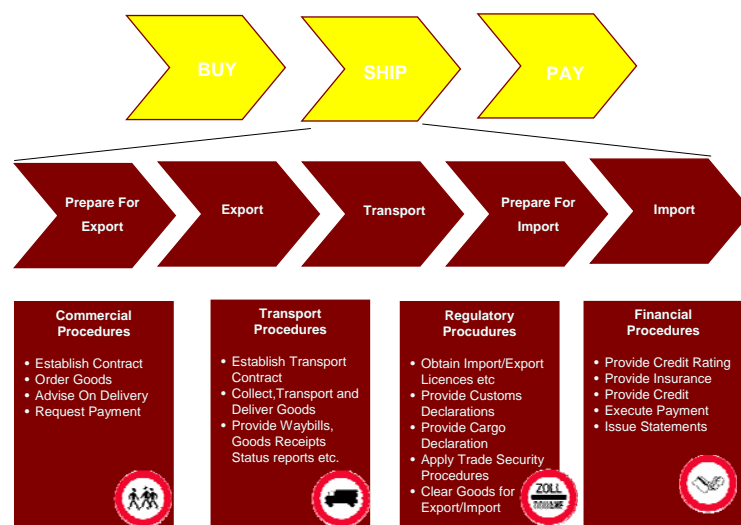 BUY
SHIP
PAY
Prepare For
Export
Export
Transport
Prepare For
Import
Import
Commercial
Procedures
• Establish Contract
• Order Goods
• Advise On Delivery
• Request Payment
Transport
Procedures
• Establish Transport
Contract
• Collect,Transport and
Deliver Goods
• Provide Waybills,
Goods Receipts
Status reports etc.
Regulatory
Procudures
• Obtain Import/Export
Licences etc
• Provide Customs
Declarations
• Provide Cargo
Declaration
• Apply Trade Security
Procedures
• Clear Goods for
Export/Import
ZOLL
DOUANE
Financial
Procedures
• Provide Credit Rating
• Provide Insurance
• Provide Credit
• Execute Payment
• Issue Statements